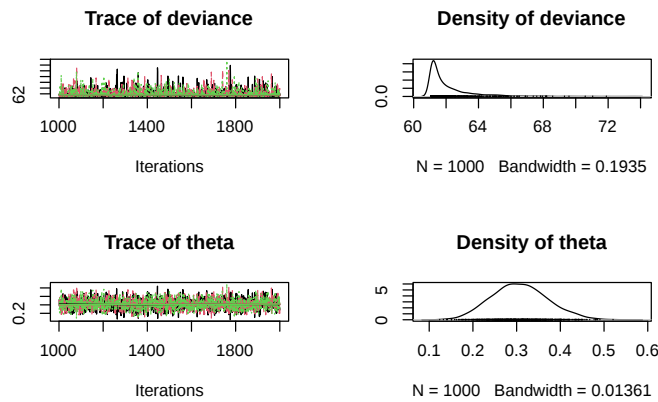 Trace of deviance
62
1000 1400 1800
Iterations
Density of deviance
0.0
60 64 68 72
N = 1000 Bandwidth = 0.1935
Trace of theta
0.2
1000 1400 1800
Iterations
Density of theta
0 5
0.1 0.2 0.3 0.4 0.5 0.6
N = 1000 Bandwidth = 0.01361